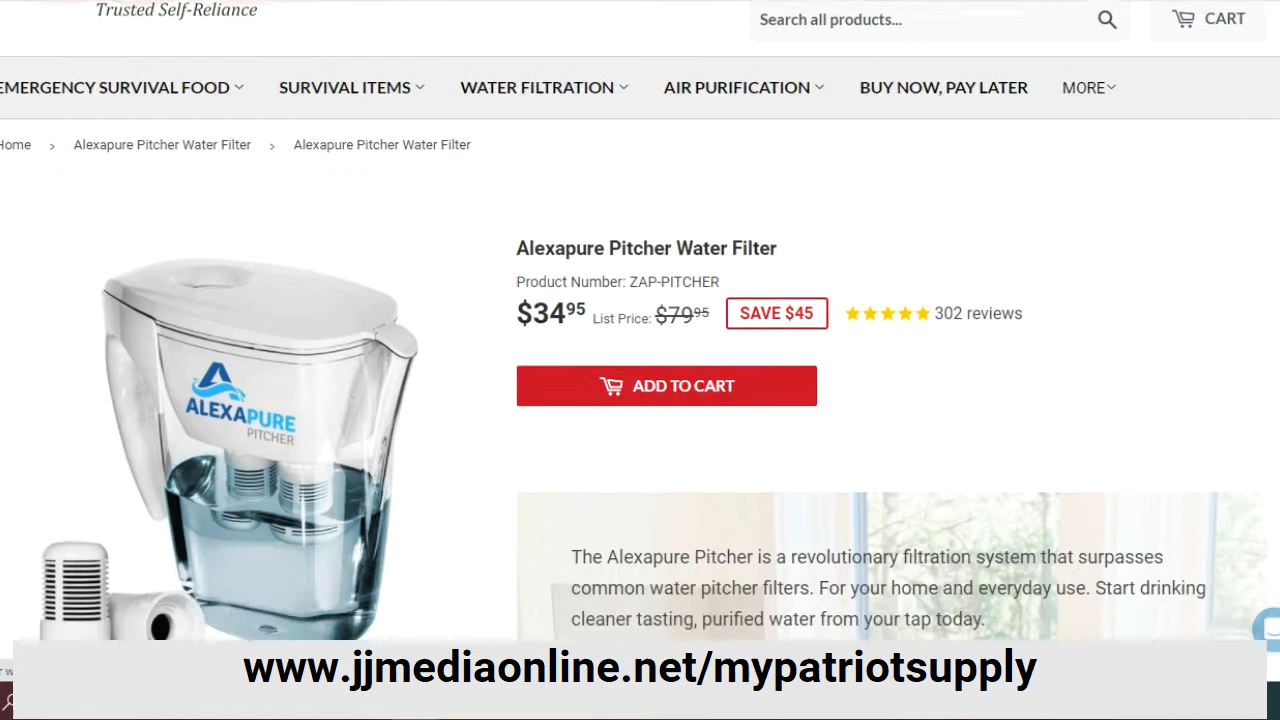 Trusted Self-Reliance
Search all products...
CART
EMERGENCY SURVIVAL FOOD
SURVIVAL ITEMS
WATER FILTRATION
AIR PURIFICATION
BUY NOW, PAY LATER
MORE
Home > Alexapure Pitcher Water Filter > Alexapure Pitcher Water Filter
Alexapure Pitcher Water Filter
Product Number: ZAP-PITCHER
$34.95 List Price: $79.95 SAVE $45 302 reviews
ADD TO CART
ALEXAPURE
PITCHER
The Alexapure Pitcher is a revolutionary filtration system that surpasses
common water pitcher filters. For your home and everyday use. Start drinking
cleaner tasting, purified water from your tap today.
www.jjmediaonline.net/mypatriotsupply